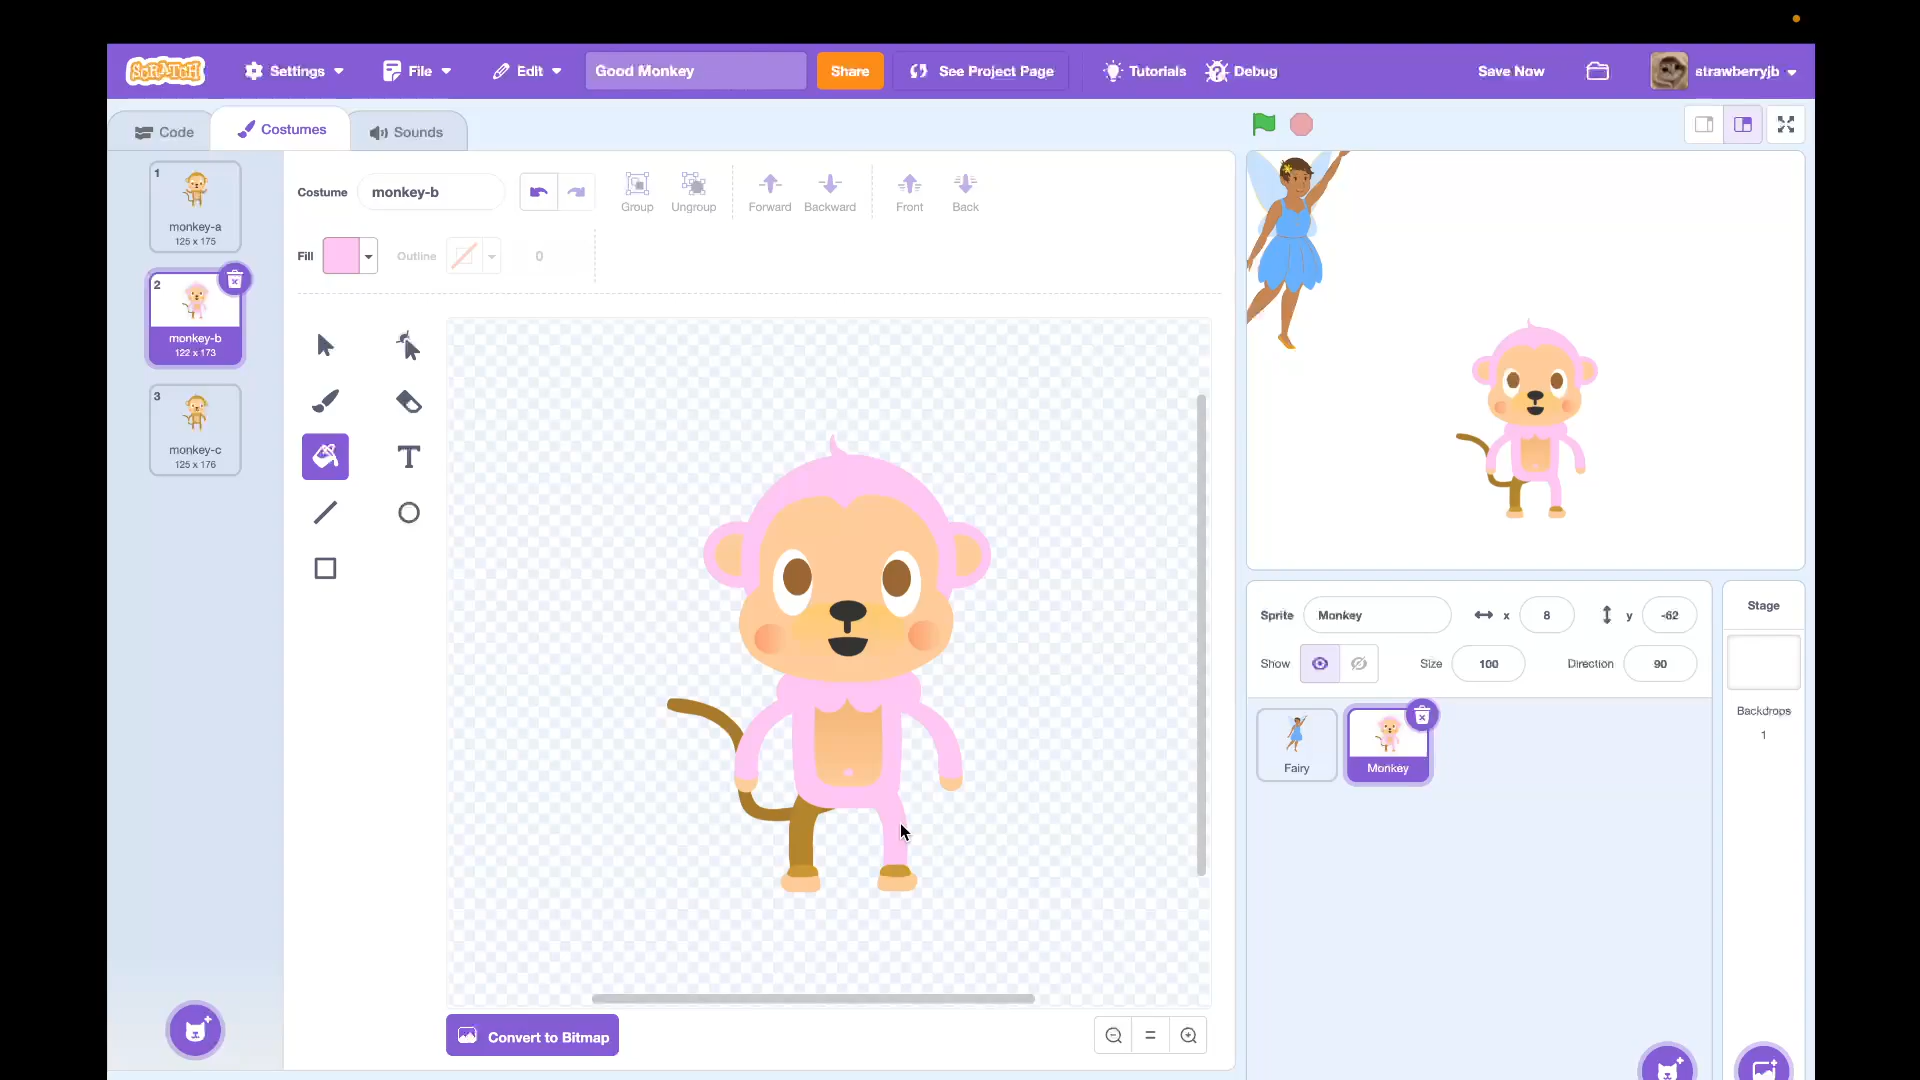 SCRATCH
Settings
File
Edit
Good Monkey
Share
See Project Page
Tutorials
Debug
Save Now
strawberryjb
Code
Costumes
Sounds
1
monkey-a
125 x 175
2
monkey-b
122 x 173
3
monkey-c
125 x 176
Costume
monkey-b
Group
Ungroup
Forward
Backward
Front
Back
Fill
Outline
0
T
Convert to Bitmap
Sprite
Monkey
x
8
y
-62
Show
Size
100
Direction
90
Fairy
Monkey
Stage
Backdrops
1